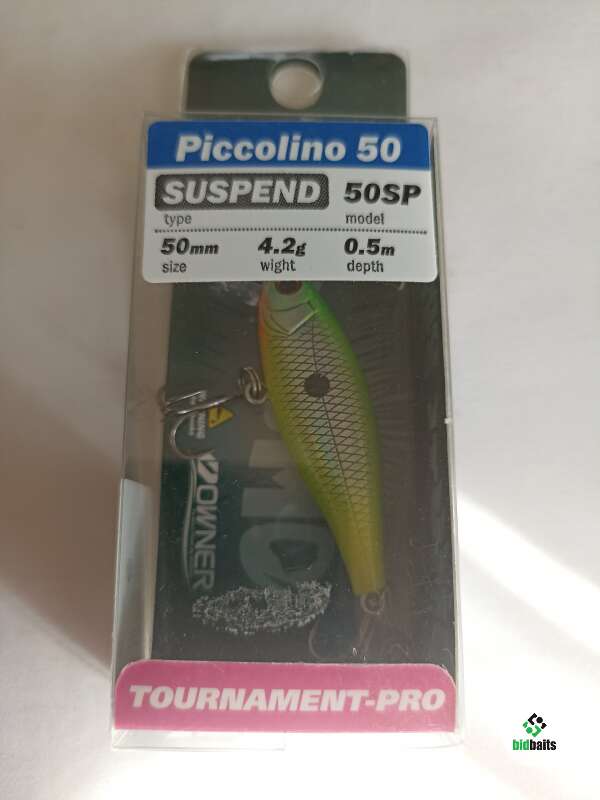 Piccolino 50
SUSPEND 50SP
type model
50mm 4.2g 0.5m
size wight depth
OWNER
TOURNAMENT-PRO
bidbaits